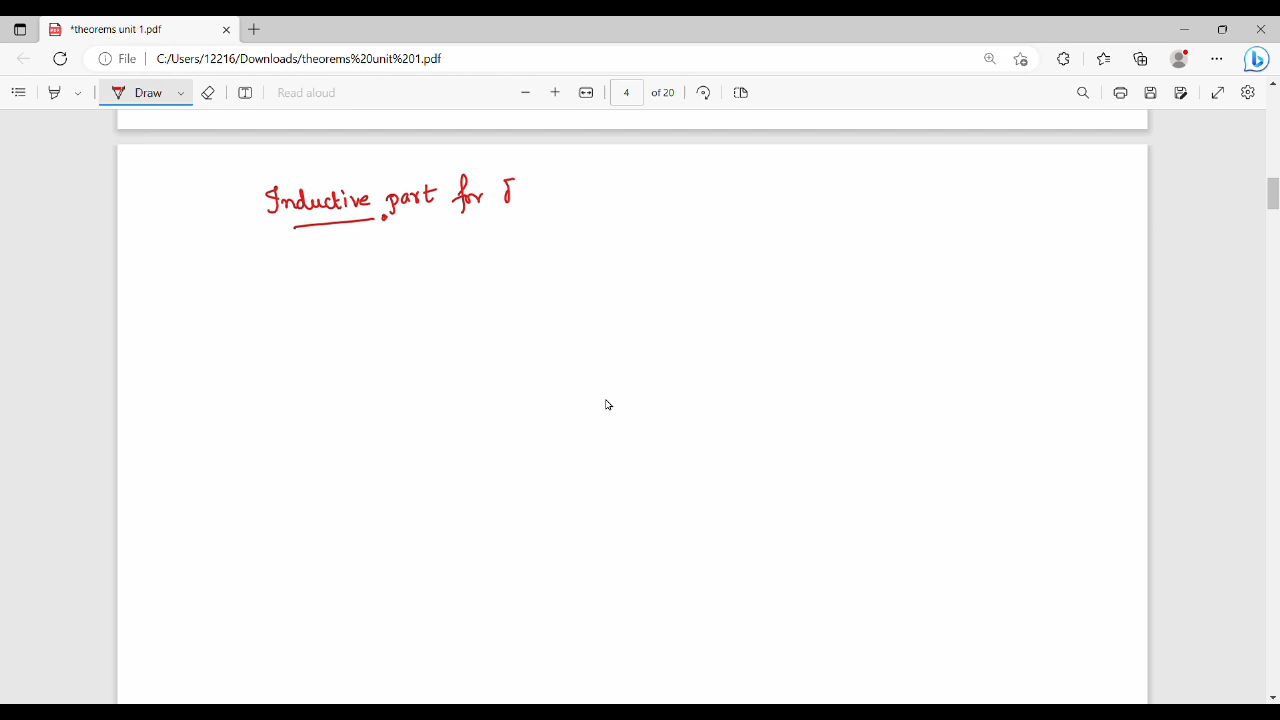 *theorems unit 1.pdf
File C:/Users/12216/Downloads/theorems%20unit%201.pdf
Draw Read aloud 4 of 20
Inductive part for